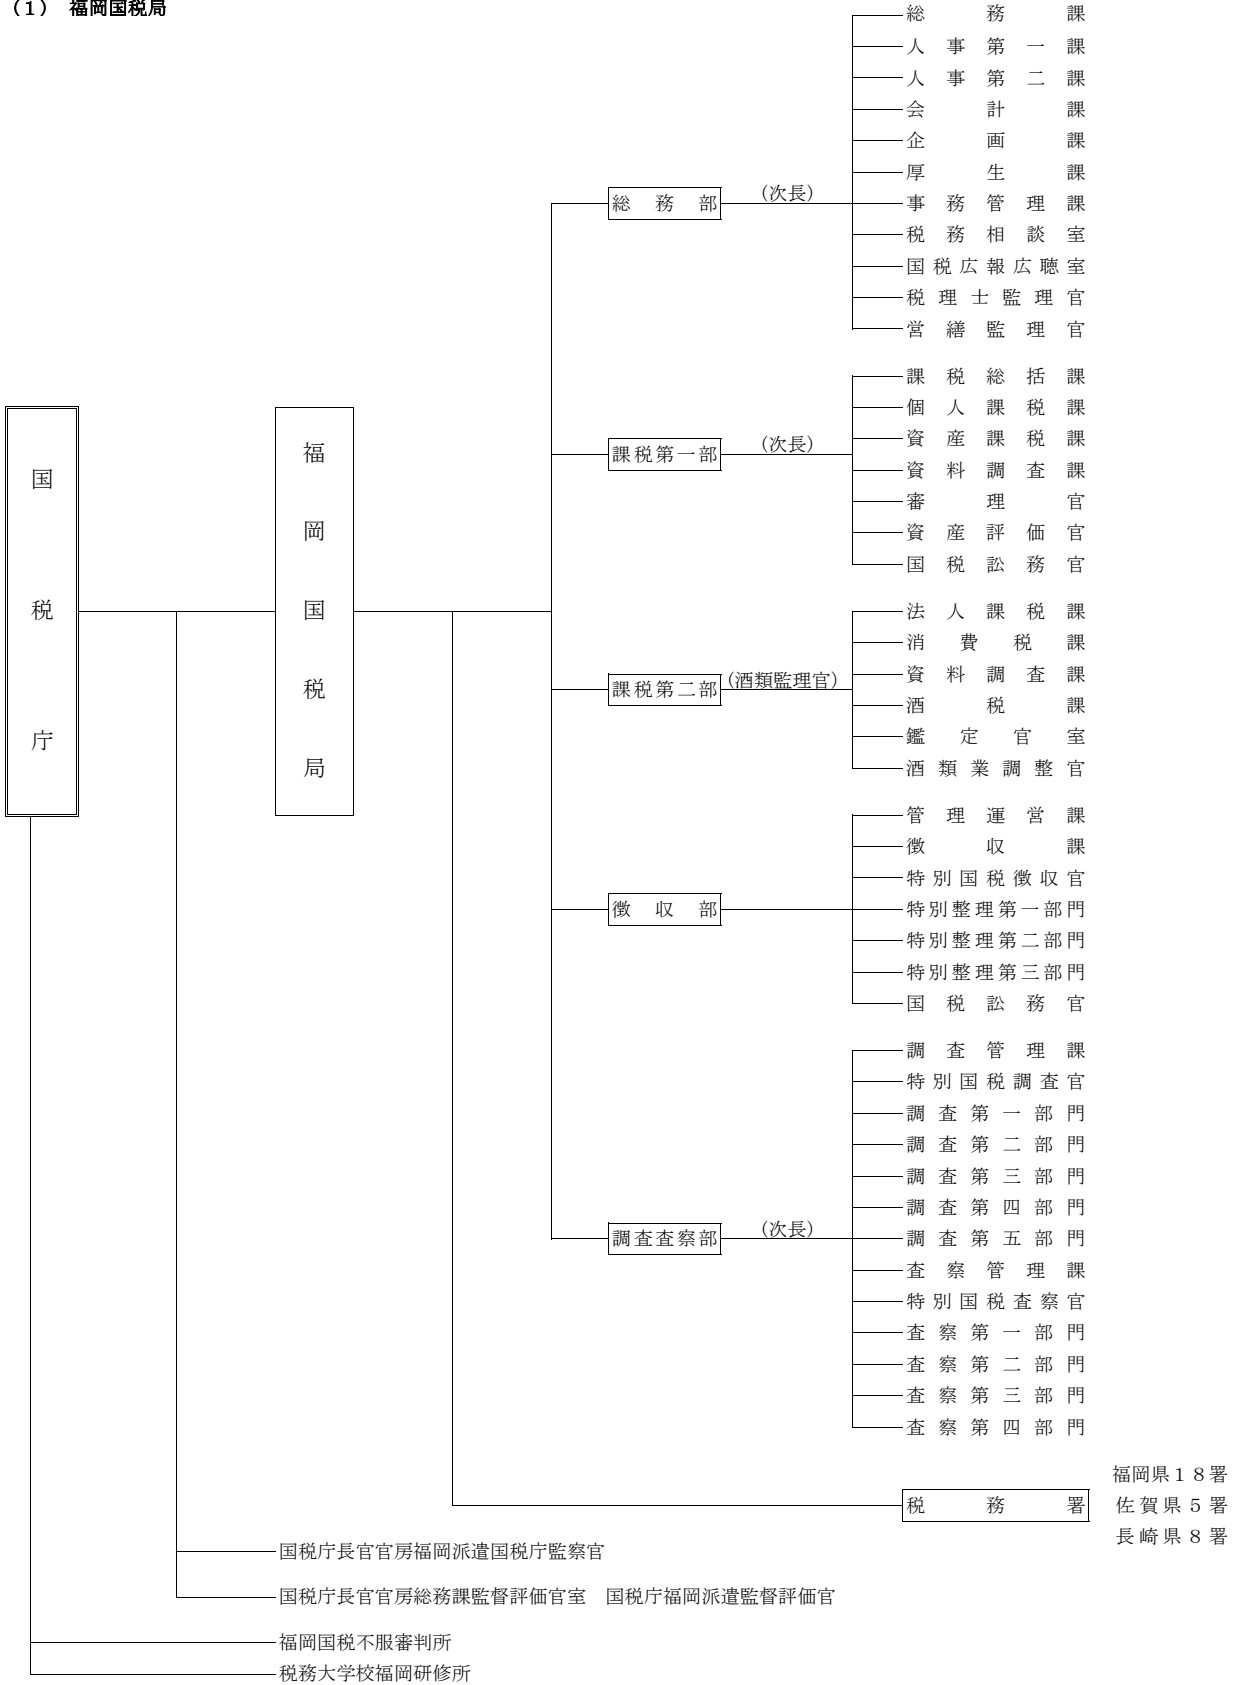 （１） 福岡国税局
国税庁
福岡国税局
総務部
（次長）
総務課
人事第一課
人事第二課
会計課
企画課
厚生課
事務管理課
税務相談室
国税広報広聴室
税理士監理官
営繕監理官
課税第一部
（次長）
課税総括課
個人課税課
資産課税課
資料調査課
審理官
資産評価官
国税訟務官
課税第二部
（酒類監理官）
法人課税課
消費税課
資料調査課
酒税課
鑑定官室
酒類業調整官
徴収部
管理運営課
徴収課
特別国税徴収官
特別整理第一部門
特別整理第二部門
特別整理第三部門
国税訟務官
調査査察部
（次長）
調査管理課
特別国税調査官
調査第一部門
調査第二部門
調査第三部門
調査第四部門
調査第五部門
査察管理課
特別国税査察官
査察第一部門
査察第二部門
査察第三部門
査察第四部門
税務署
福岡県１８署
佐賀県５署
長崎県８署
国税庁長官官房福岡派遣国税庁監察官
国税庁長官官房総務課監督評価官室　国税庁福岡派遣監督評価官
福岡国税不服審判所
税務大学校福岡研修所